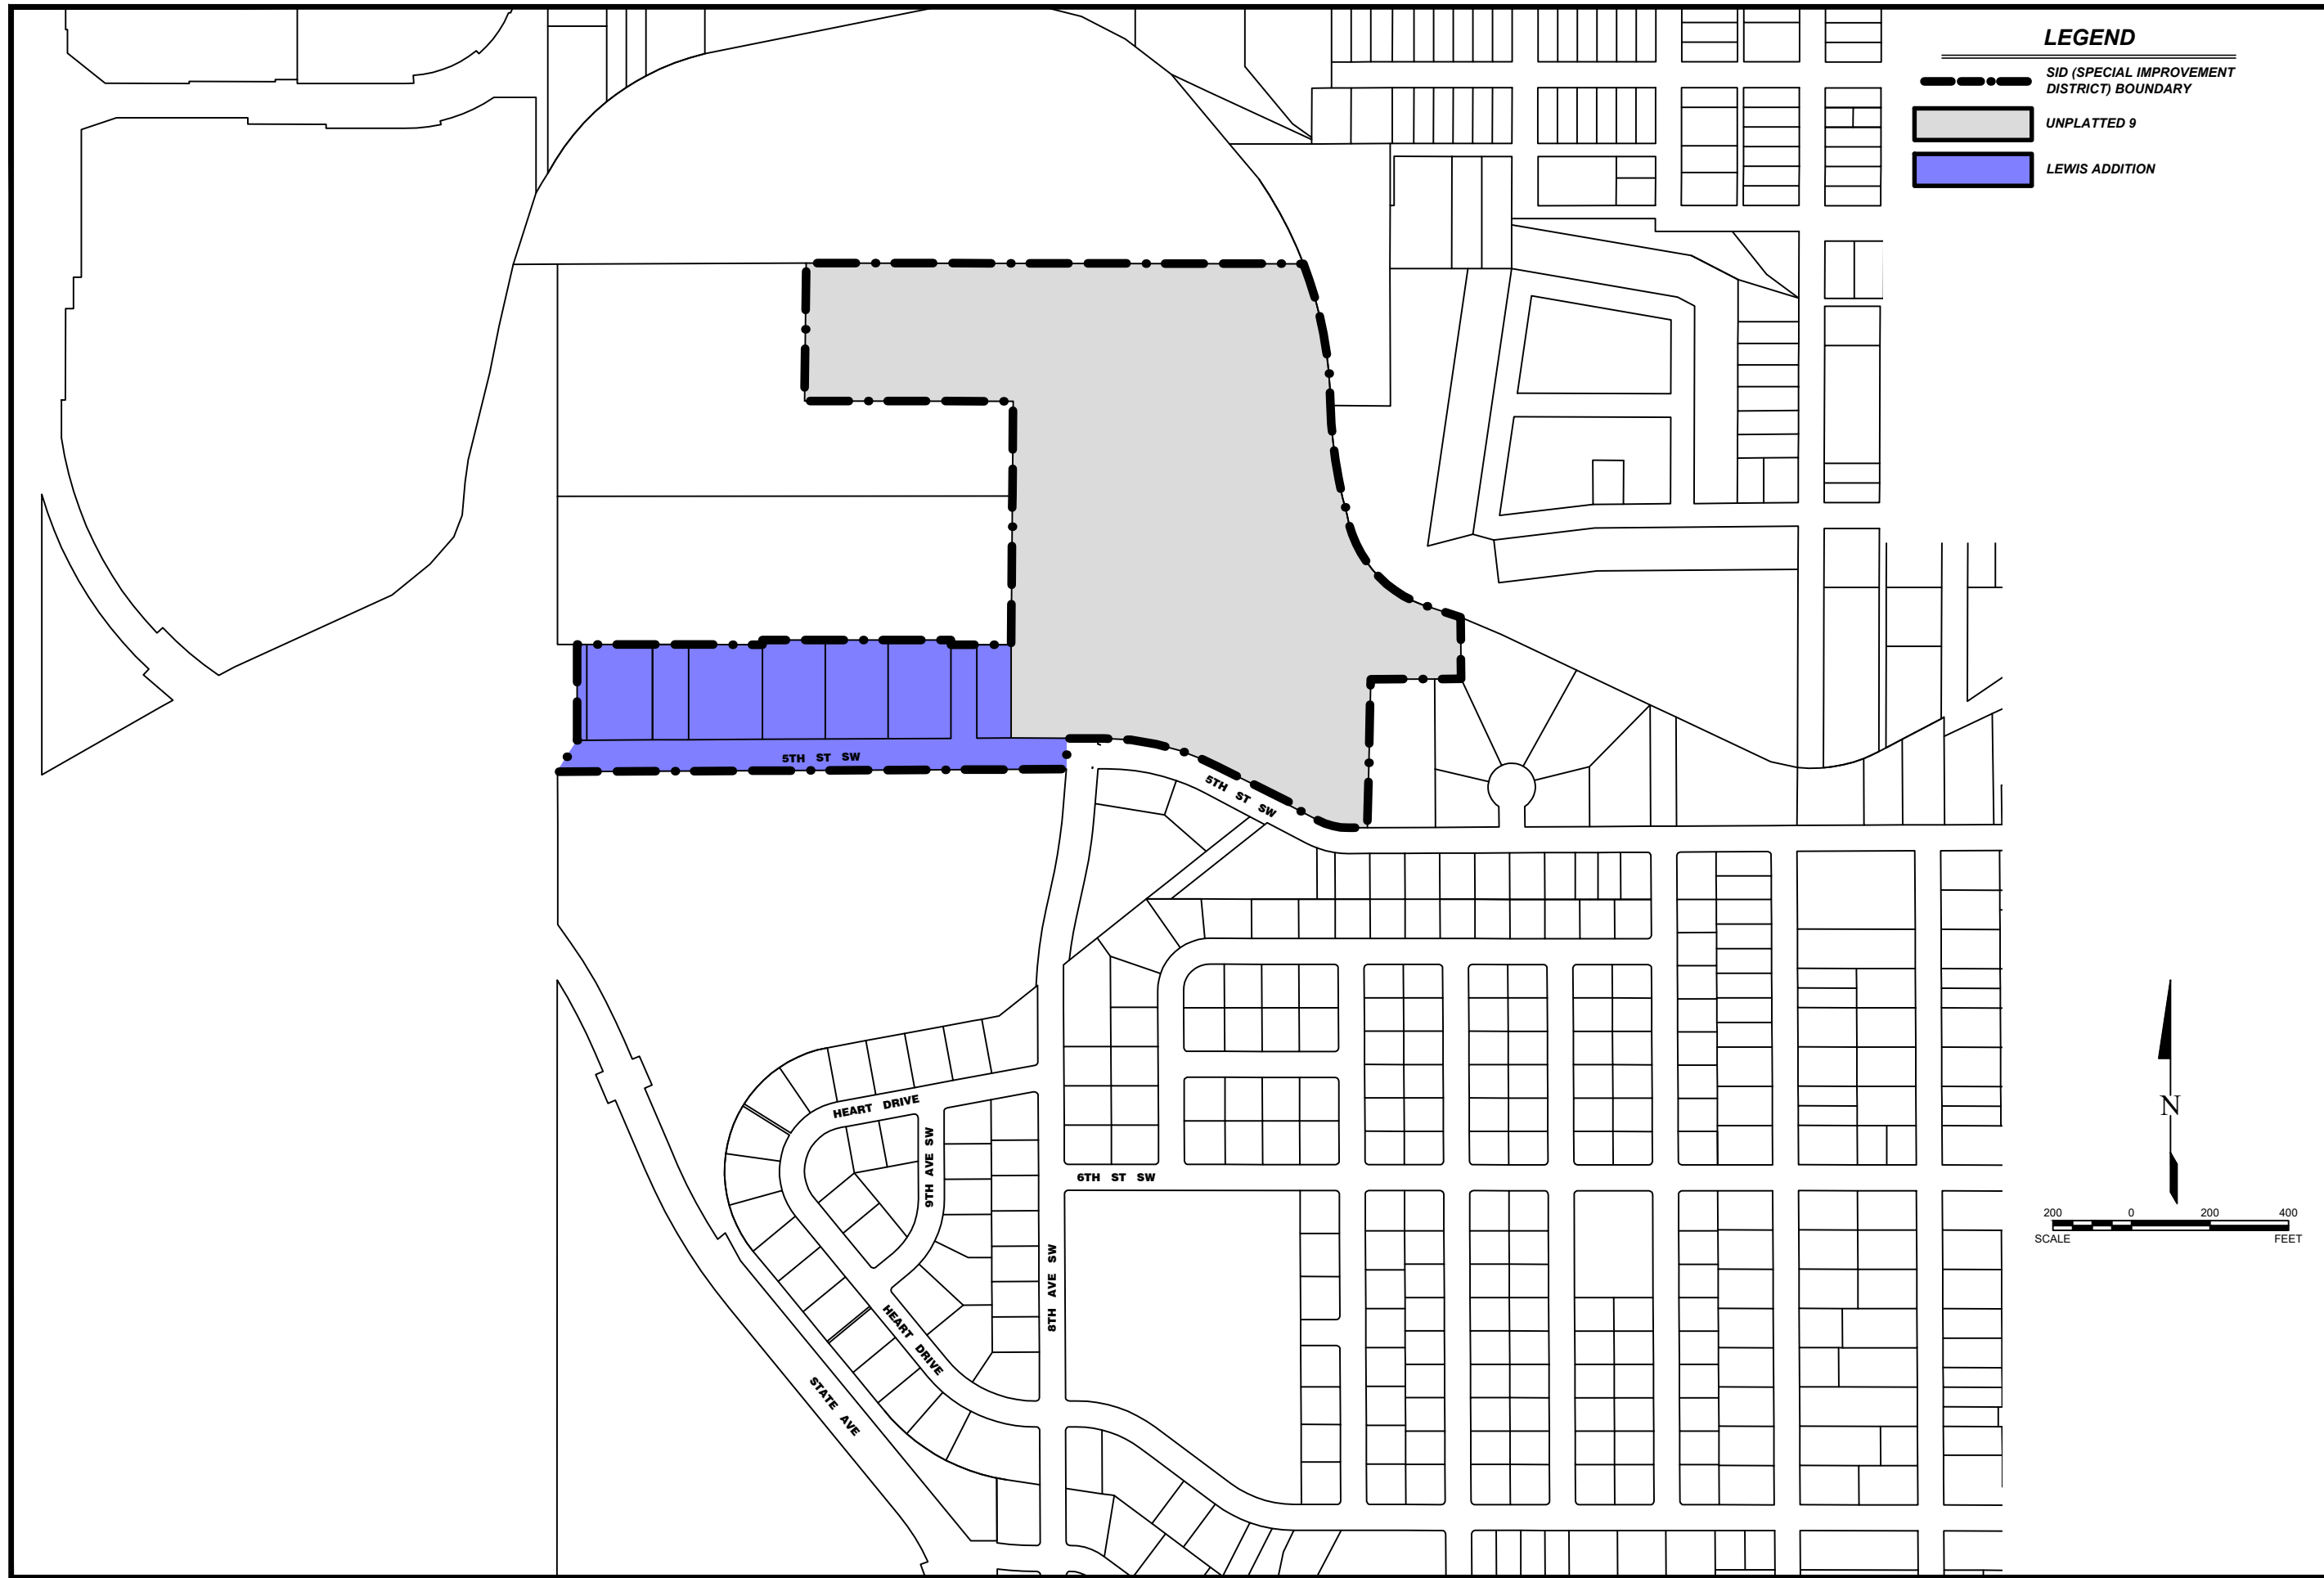 LEGEND
SID (SPECIAL IMPROVEMENT
DISTRICT) BOUNDARY
UNPLATTED 9
LEWIS ADDITION
5TH ST SW
5TH ST SW
HEART DRIVE
9TH AVE SW
6TH ST SW
8TH AVE SW
HEART DRIVE
STATE AVE
N
200 0 200 400
SCALE FEET